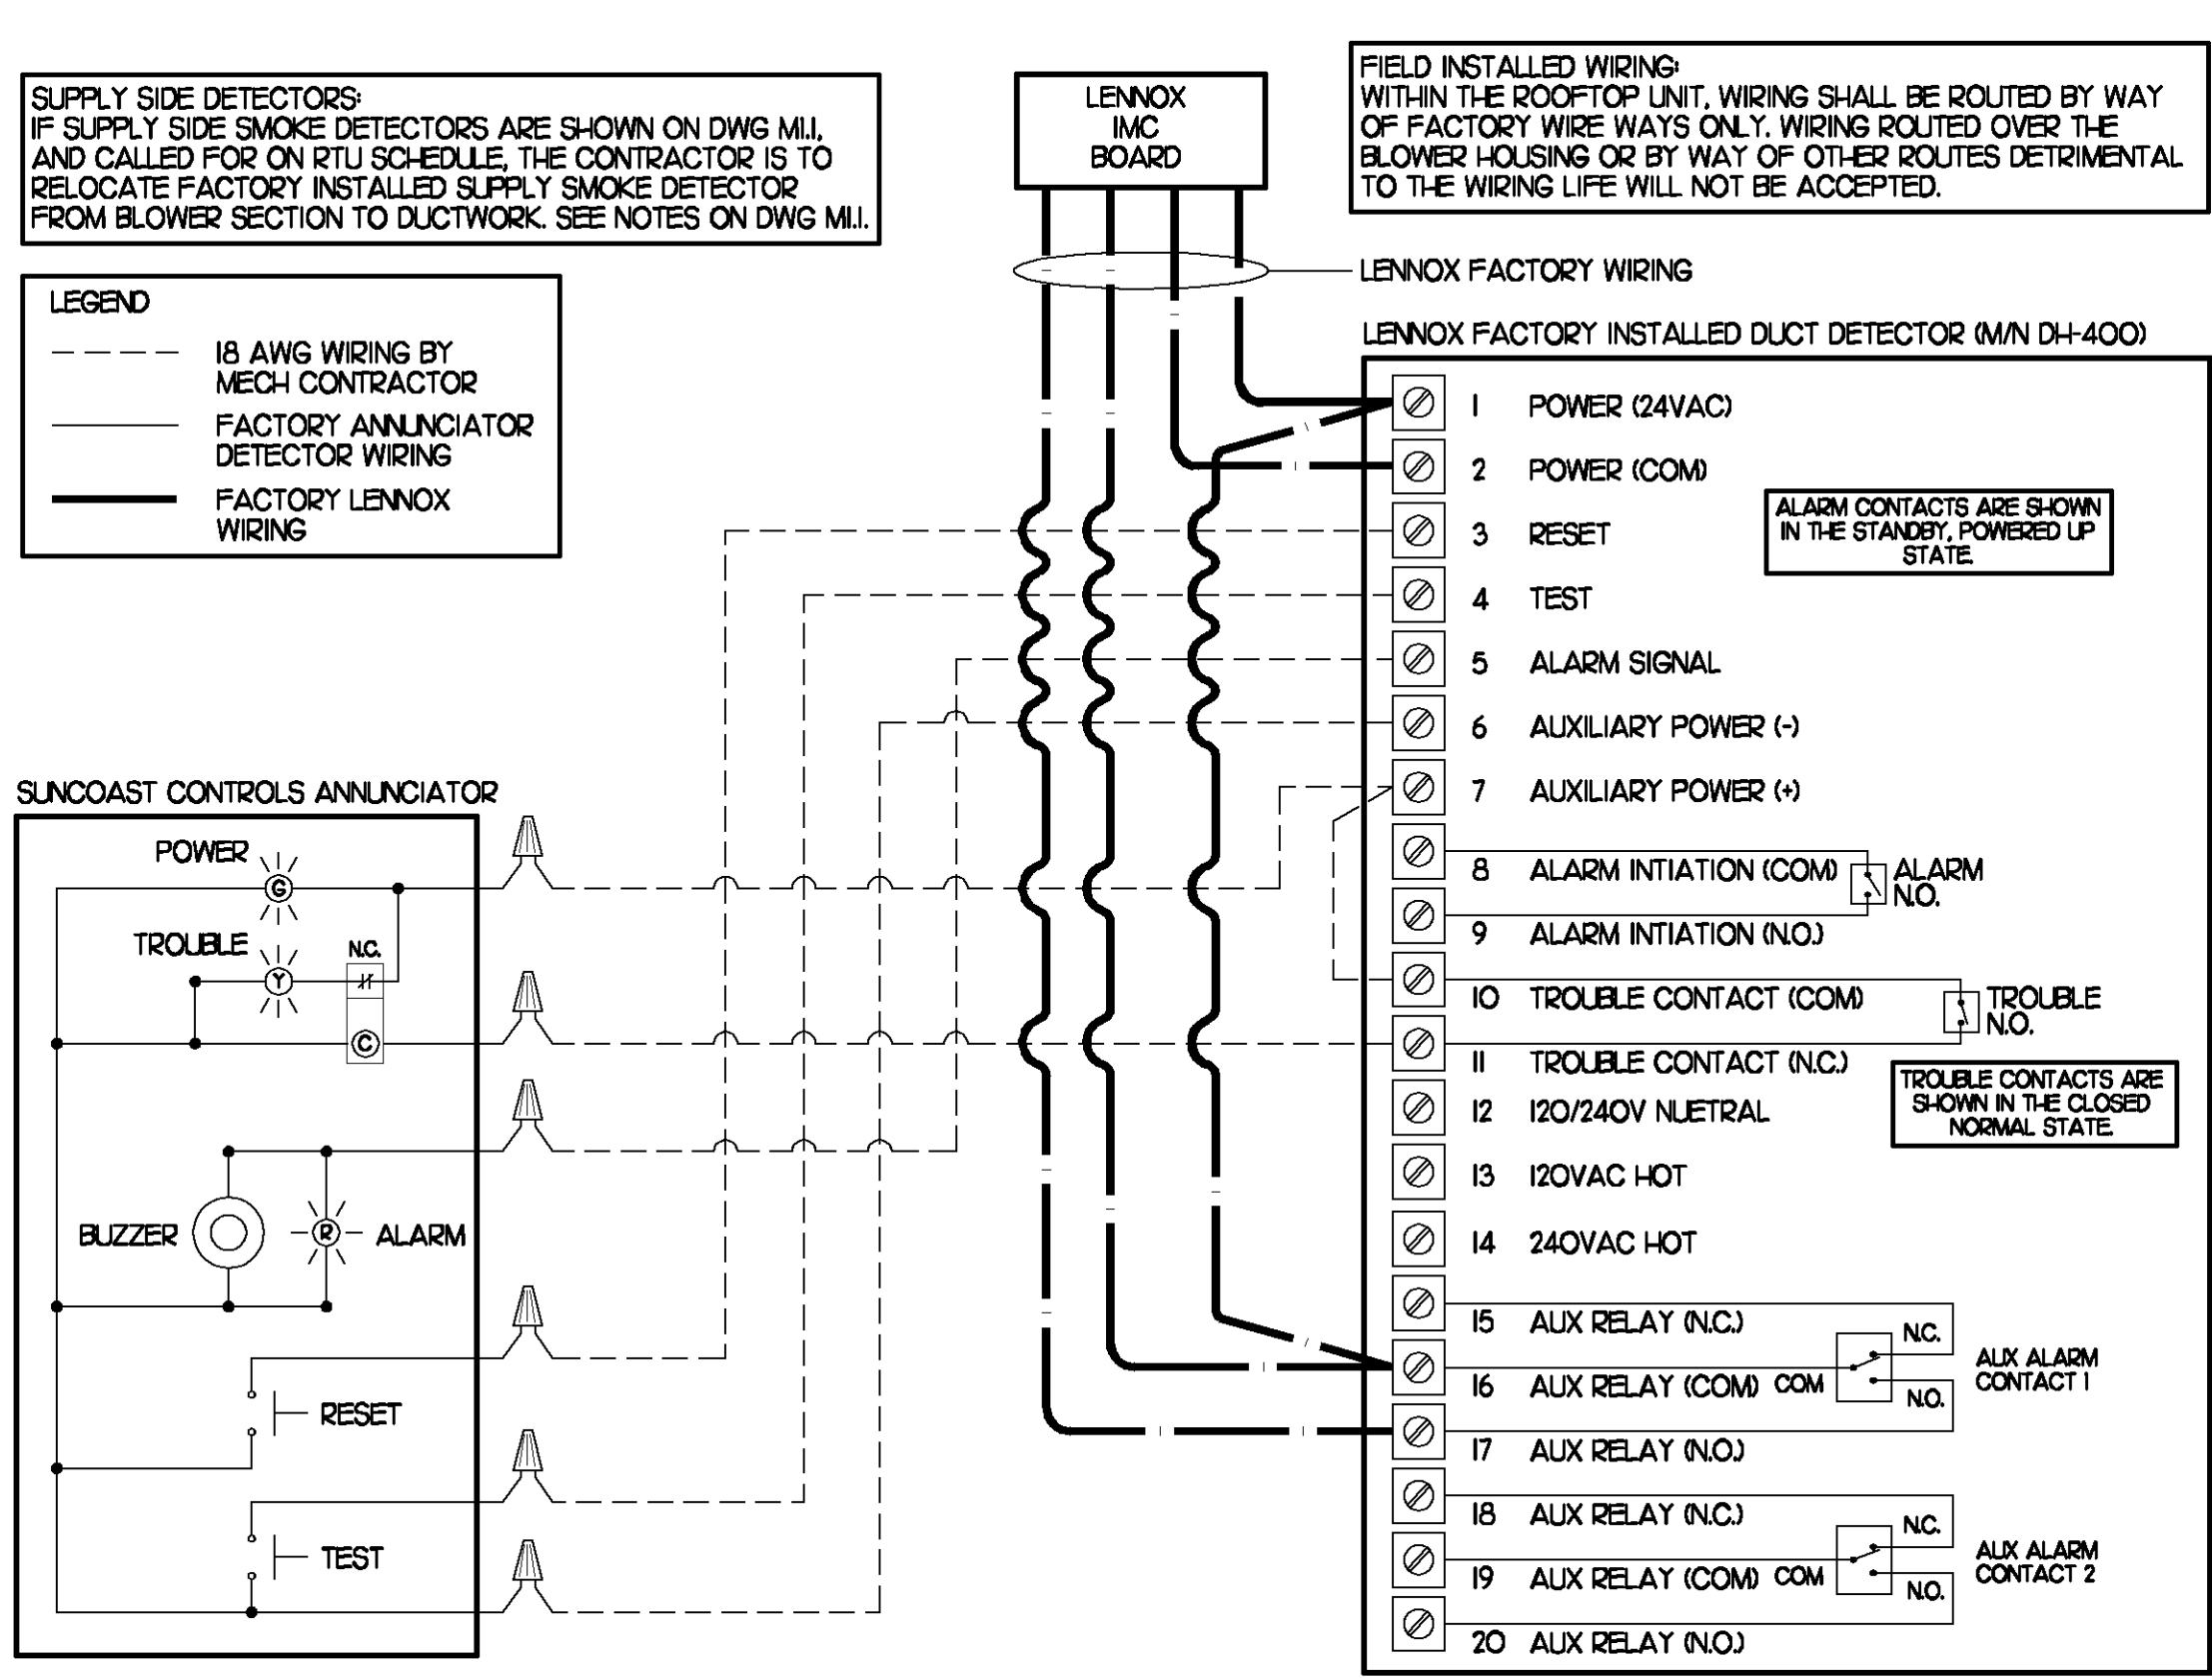 SUPPLY SIDE DETECTORS:
IF SUPPLY SIDE SMOKE DETECTORS ARE SHOWN ON DWG M1.1,
AND CALLED FOR ON RTU SCHEDULE, THE CONTRACTOR IS TO
RELOCATE FACTORY INSTALLED SUPPLY SMOKE DETECTOR
FROM BLOWER SECTION TO DUCTWORK. SEE NOTES ON DWG M1.1.
LENNOX
IMC
BOARD
FIELD INSTALLED WIRING:
WITHIN THE ROOFTOP UNIT, WIRING SHALL BE ROUTED BY WAY
OF FACTORY WIRE WAYS ONLY. WIRING ROUTED OVER THE
BLOWER HOUSING OR BY WAY OF OTHER ROUTES DETRIMENTAL
TO THE WIRING LIFE WILL NOT BE ACCEPTED.
LENNOX FACTORY WIRING
LEGEND
18 AWG WIRING BY
MECH CONTRACTOR
FACTORY ANNUNCIATOR
DETECTOR WIRING
FACTORY LENNOX
WIRING
LENNOX FACTORY INSTALLED DUCT DETECTOR (M/N DH-400)
1 POWER (24VAC)
2 POWER (COM)
ALARM CONTACTS ARE SHOWN
IN THE STANDBY, POWERED UP
STATE.
3 RESET
4 TEST
5 ALARM SIGNAL
6 AUXILIARY POWER (-)
7 AUXILIARY POWER (+)
8 ALARM INTIATION (COM)
ALARM
N.O.
9 ALARM INTIATION (N.O.)
10 TROUBLE CONTACT (COM)
TROUBLE
N.O.
11 TROUBLE CONTACT (N.C.)
TROUBLE CONTACTS ARE
SHOWN IN THE CLOSED
NORMAL STATE.
12 120/240V NUETRAL
13 120VAC HOT
14 240VAC HOT
15 AUX RELAY (N.C.)
N.C.
16 AUX RELAY (COM) COM
AUX ALARM
CONTACT 1
N.O.
17 AUX RELAY (N.O.)
18 AUX RELAY (N.C.)
N.C.
19 AUX RELAY (COM) COM
AUX ALARM
CONTACT 2
N.O.
20 AUX RELAY (N.O.)
SUNCOAST CONTROLS ANNUNCIATOR
POWER
G
TROUBLE
Y
N.C.
C
BUZZER
R
ALARM
RESET
TEST